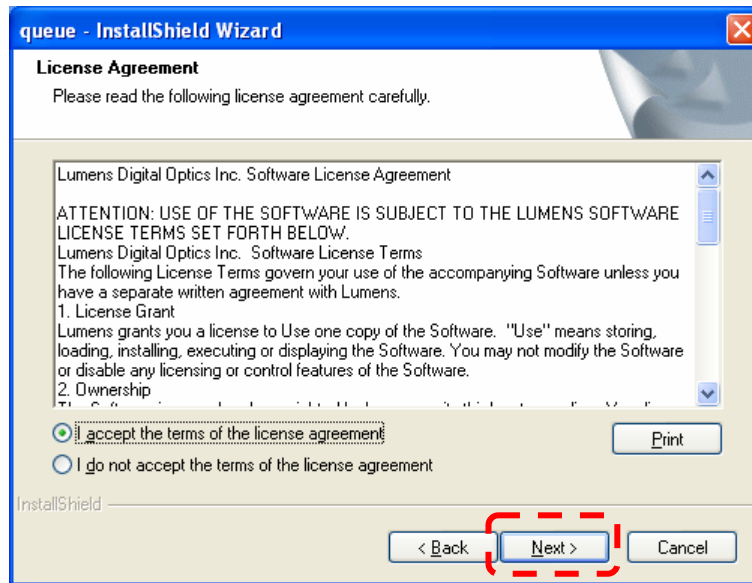 queue - InstallShield Wizard
License Agreement
Please read the following license agreement carefully.
Lumens Digital Optics Inc. Software License Agreement
ATTENTION: USE OF THE SOFTWARE IS SUBJECT TO THE LUMENS SOFTWARE
LICENSE TERMS SET FORTH BELOW.
Lumens Digital Optics Inc.  Software License Terms
The following License Terms govern your use of the accompanying Software unless you
have a separate written agreement with Lumens.
1. License Grant
Lumens grants you a license to Use one copy of the Software.  "Use" means storing,
loading, installing, executing or displaying the Software. You may not modify the Software
or disable any licensing or control features of the Software.
2. Ownership
I accept the terms of the license agreement
Print
I do not accept the terms of the license agreement
InstallShield
< Back
Next >
Cancel